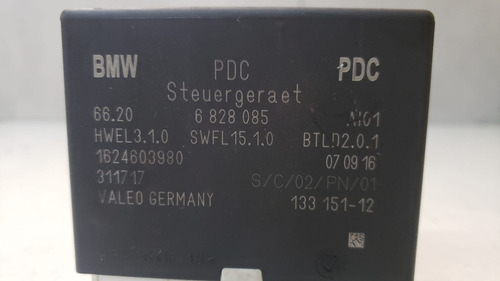 BMW PDC PDC
Steuergeraet
66.20 6 828 085 AI01
HWEL3.1.0 SWFL15.1.0 BTLD2.0.1
1624603980 07 09 16
311717 S/C/02/PN/01
VALEO GERMANY 133 151-12